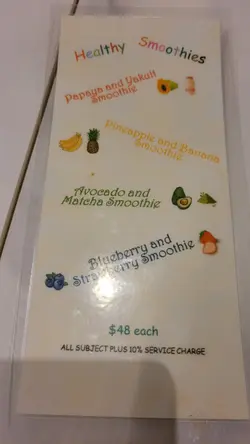 Healthy Smoothies
Papaya and Yakult
Smoothie
Pineapple and Banana
Smoothie
Avocado and
Matcha Smoothie
Blueberry and
Strawberry Smoothie
$48 each
ALL SUBJECT PLUS 10% SERVICE CHARGE